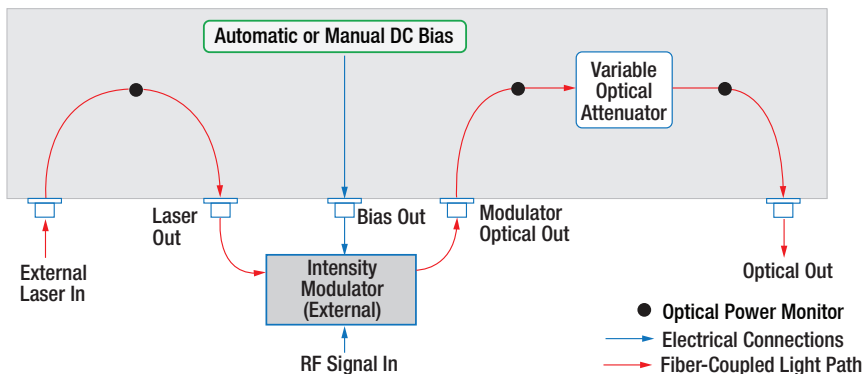 Automatic or Manual DC Bias
Variable
Optical
Attenuator
Laser
Out
Bias Out
Modulator
Optical Out
External
Laser In
Intensity
Modulator
(External)
Optical Out
RF Signal In
Optical Power Monitor
Electrical Connections
Fiber-Coupled Light Path